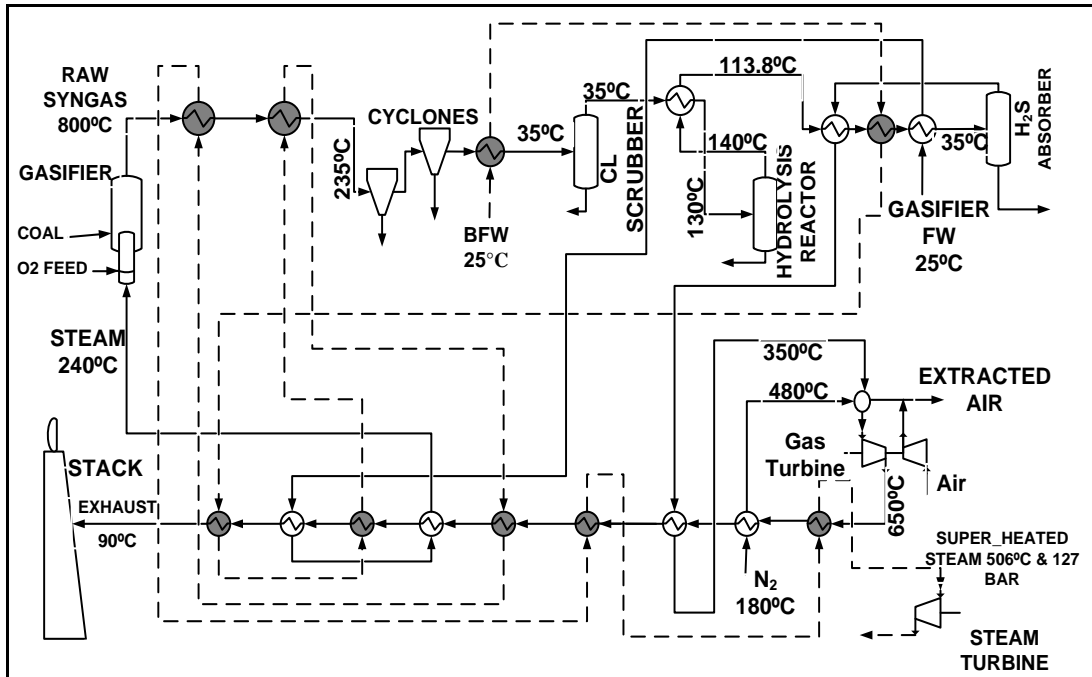 RAW
SYNGAS
800ºC
GASIFIER
COAL
O2 FEED
STEAM
240ºC
235ºC
CYCLONES
BFW
25°C
35ºC
35ºC
CL
SCRUBBER
113.8ºC
140ºC
130ºC
HYDROLYSIS
REACTOR
35ºC
H₂S
ABSORBER
GASIFIER
FW
25ºC
350ºC
480ºC
EXTRACTED
AIR
Gas
Turbine
Air
650ºC
STACK
EXHAUST
90ºC
N₂
180ºC
SUPER_HEATED
STEAM 506ºC & 127
BAR
STEAM
TURBINE